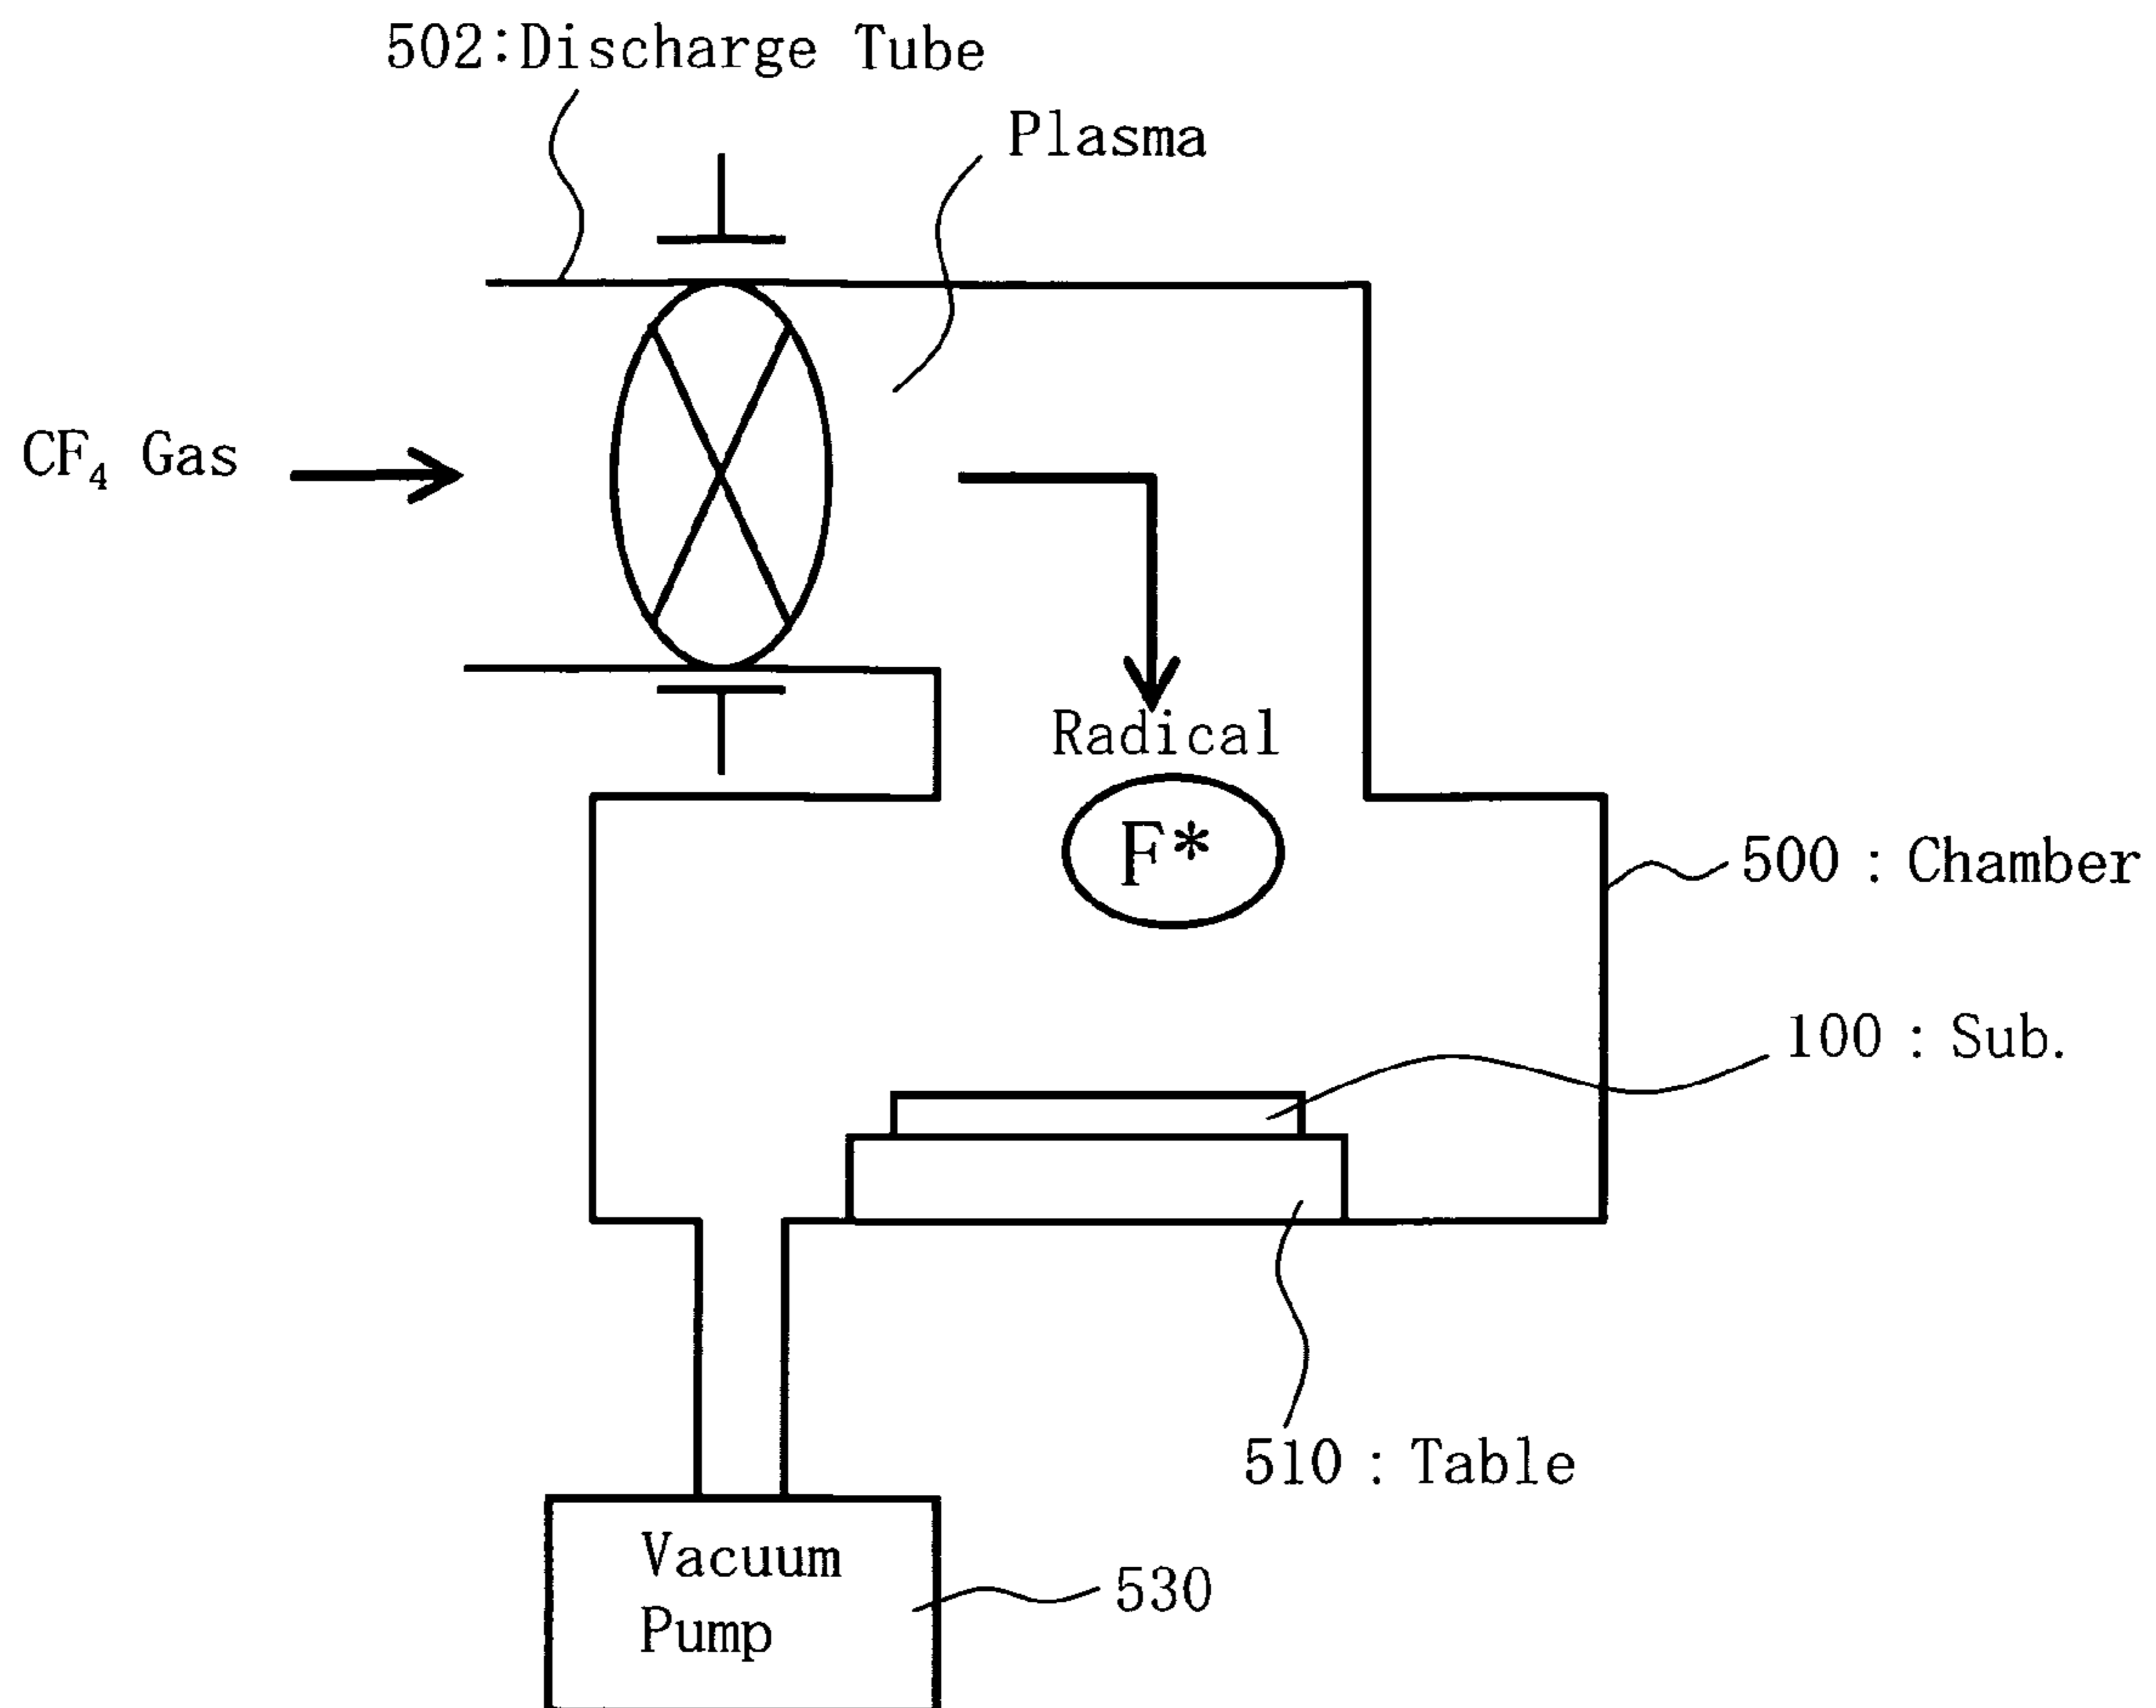 502:Discharge Tube
Plasma
CF₄ Gas
Radical
F*
500 : Chamber
100 : Sub.
510 : Table
Vacuum
Pump
530